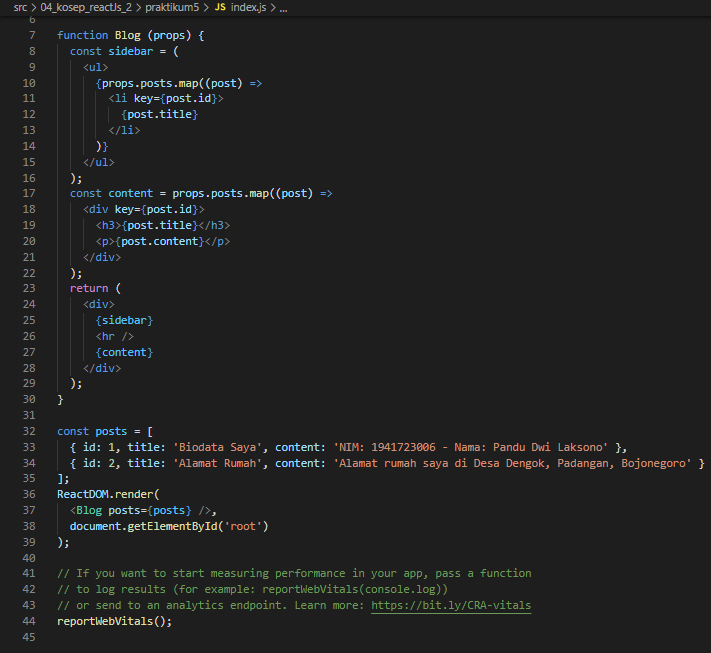 src > 04_kosep_reactJs_2 > praktikum5 > JS index.js > ...
6
7 function Blog (props) {
8   const sidebar = (
9     <ul>
10       {props.posts.map((post) =>
11         <li key={post.id}>
12           {post.title}
13         </li>
14       )}
15     </ul>
16   );
17   const content = props.posts.map((post) =>
18     <div key={post.id}>
19       <h3>{post.title}</h3>
20       <p>{post.content}</p>
21     </div>
22   );
23   return (
24     <div>
25       {sidebar}
26       <hr />
27       {content}
28     </div>
29   );
30 }
31
32 const posts = [
33   { id: 1, title: 'Biodata Saya', content: 'NIM: 1941723006 - Nama: Pandu Dwi Laksono' },
34   { id: 2, title: 'Alamat Rumah', content: 'Alamat rumah saya di Desa Dengok, Padangan, Bojonegoro' }
35 ];
36 ReactDOM.render(
37   <Blog posts={posts} />,
38   document.getElementById('root')
39 );
40
41 // If you want to start measuring performance in your app, pass a function
42 // to log results (for example: reportWebVitals(console.log))
43 // or send to an analytics endpoint. Learn more: https://bit.ly/CRA-vitals
44 reportWebVitals();
45